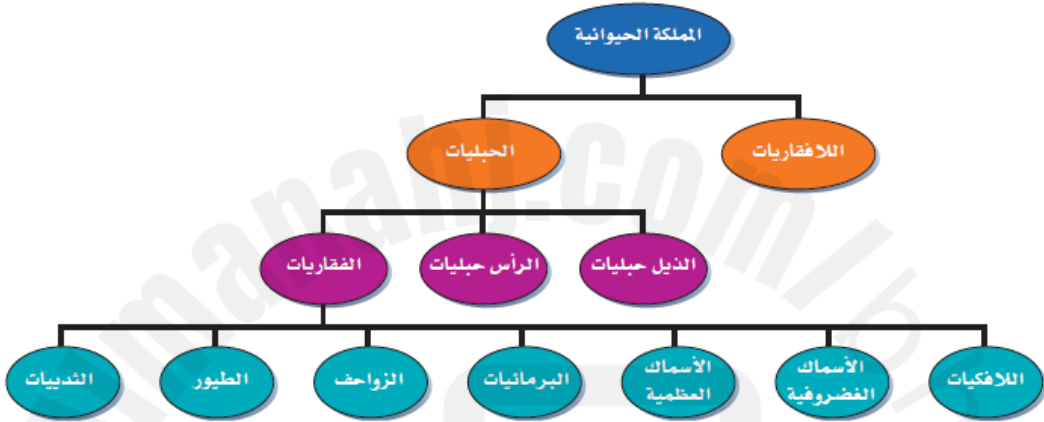 المملكة الحيوانية
اللافقاريات
الحبليات
الذيل حبليات
الرأس حبليات
الفقاريات
اللافكيات
الأسماك
الغضروفية
الأسماك
العظمية
البرمائيات
الزواحف
الطيور
الثدييات